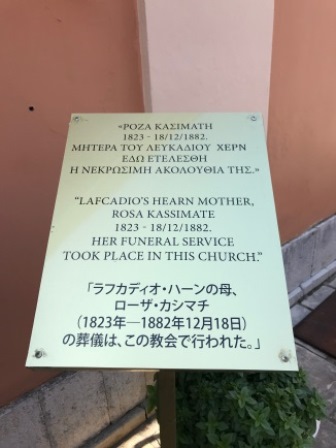 «ΡΟΖΑ ΚΑΣΙΜΑΤΗ
1823 - 18/12/1882.
ΜΗΤΕΡΑ ΤΟΥ ΛΕΥΚΑΔΙΟΥ ΧΕΡΝ
ΕΔΩ ΕΤΕΛΕΣΘΗ
Η ΝΕΚΡΩΣΙΜΗ ΑΚΟΛΟΥΘΙΑ ΤΗΣ.»
"LAFCADIO'S HEARN MOTHER,
ROSA KASSIMATE
1823 - 18/12/1882.
HER FUNERAL SERVICE
TOOK PLACE IN THIS CHURCH."
「ラフカディオ・ハーンの母、
ローザ・カシマチ
(1823年―1882年12月18日)
の葬儀は、この教会で行われた。」